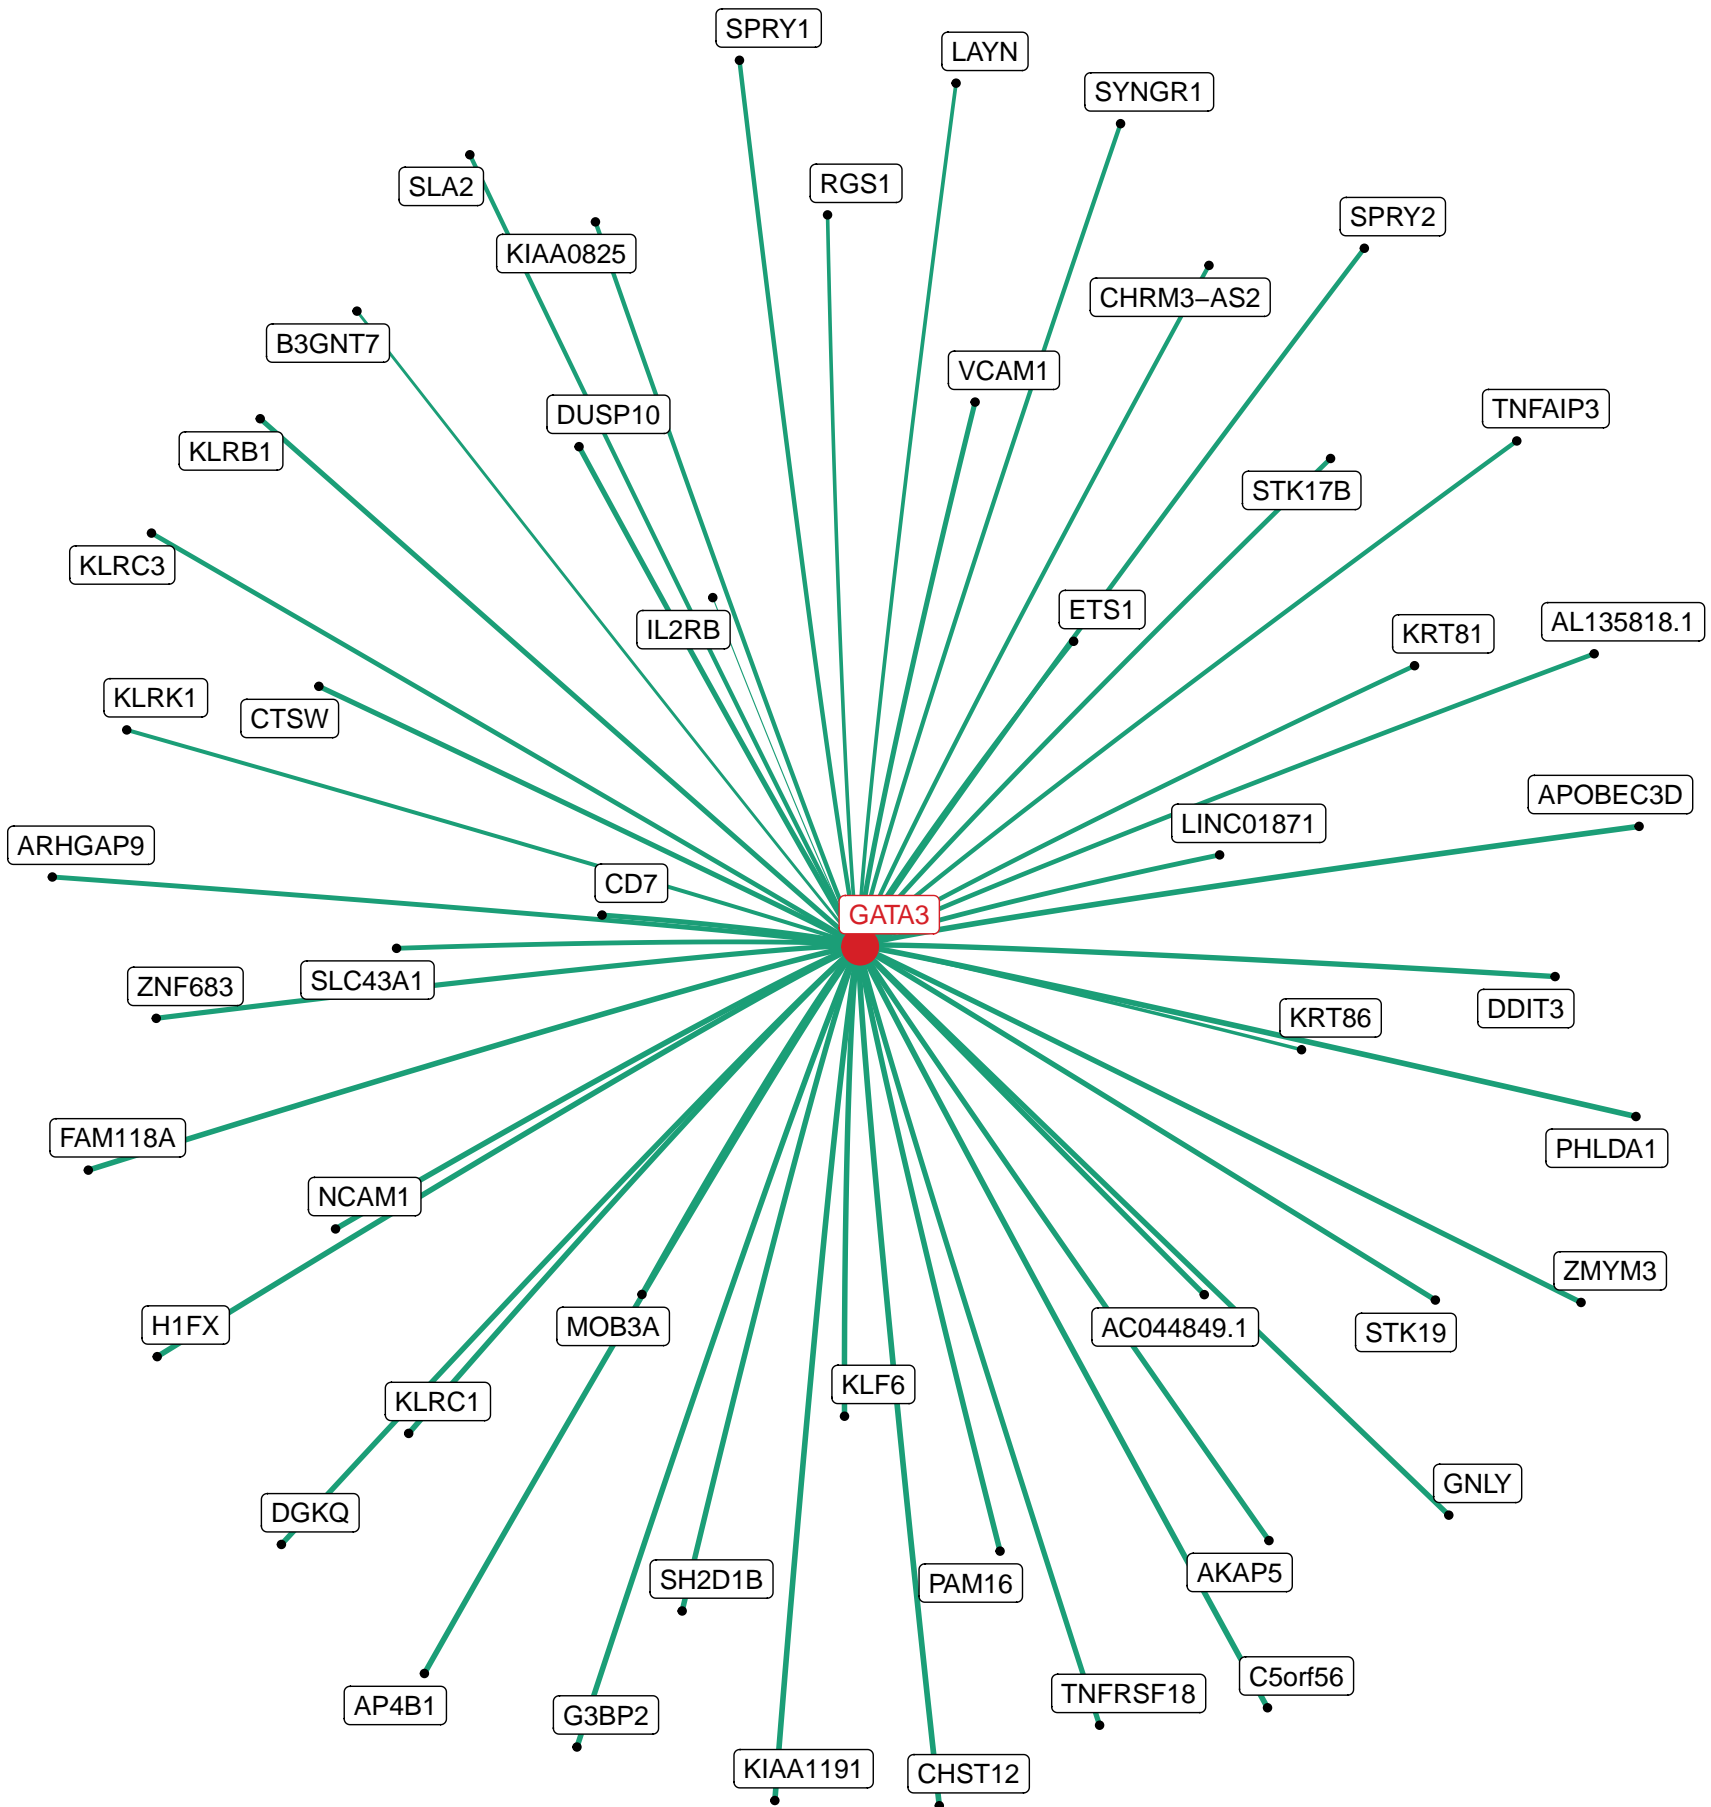 SPRY1
LAYN
SYNGR1
SLA2
RGS1
SPRY2
KIAA0825
CHRM3–AS2
B3GNT7
VCAM1
DUSP10
TNFAIP3
KLRB1
STK17B
KLRC3
ETS1
IL2RB
AL135818.1
KRT81
KLRK1
CTSW
APOBEC3D
LINC01871
ARHGAP9
CD7
GATA3
SLC43A1
ZNF683
DDIT3
KRT86
FAM118A
PHLDA1
NCAM1
ZMYM3
H1FX
MOB3A
AC044849.1
STK19
KLF6
KLRC1
GNLY
DGKQ
AKAP5
SH2D1B
PAM16
C5orf56
TNFRSF18
AP4B1
G3BP2
KIAA1191
CHST12